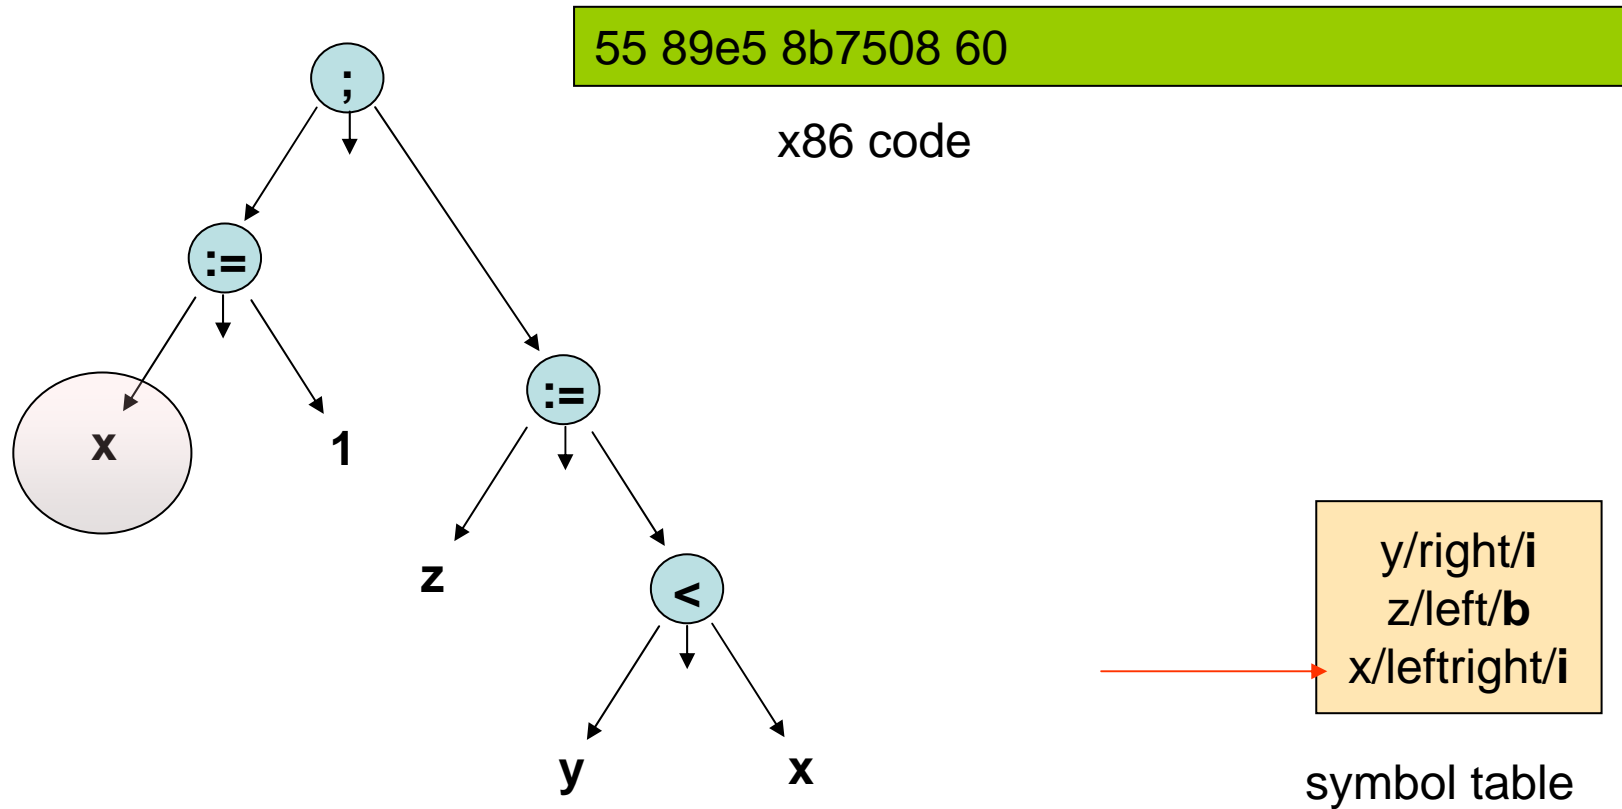 55 89e5 8b7508 60
x86 code
;
:=
:=
x
1
z
<
y
x
y/right/i
z/left/b
x/leftright/i
symbol table